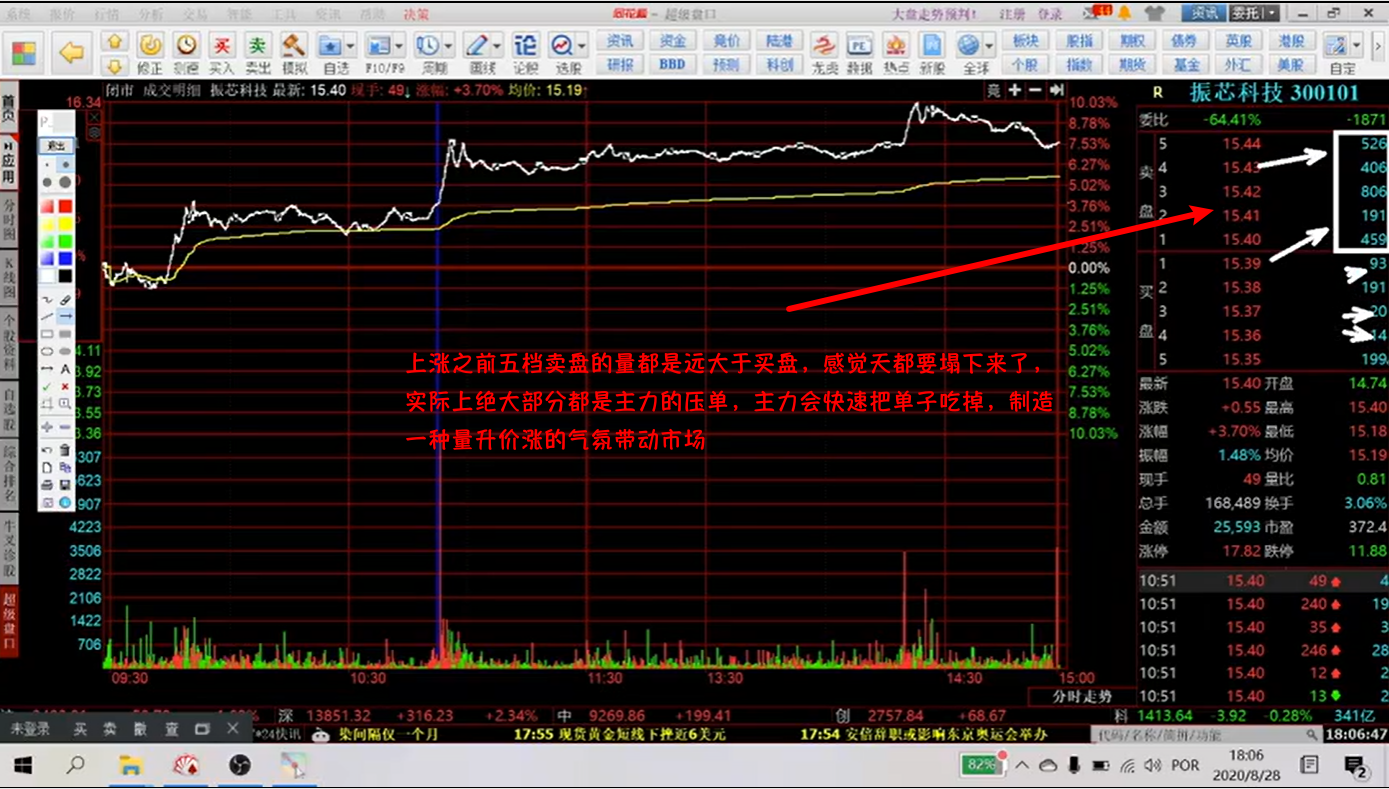 系统 报价 行情 分析 交易 智能 工具 资讯 帮助 决策 同花顺 - 超级盘口 大盘走势预判! 注册 登录 资讯 委托
修正 测速 买入 卖出 模拟 自选 F10/F9 周期 画线 论股 选股 龙虎 数据 热点 新股 全球 自定
资讯 资金 竞价 陆港 板块 股指 期权 债券 英股 港股
研报 BBD 预测 科创 个股 指数 期货 基金 外汇 美股
首页
应用
分时图
K线图
个股资料
自选股
综合排名
牛叉诊股
超级盘口
闭市 成交明细 振芯科技 最新: 15.40 现手: 49↓ 涨幅: +3.70% 均价: 15.19↑
竞
16.34
退出
4.11
3.92
3.73
3.55
3.36
4223
3506
2822
2106
1422
706
10.03%
8.78%
7.53%
6.27%
5.02%
3.76%
2.51%
1.25%
0.00%
1.25%
2.51%
3.76%
5.02%
6.27%
7.53%
8.78%
10.03%
上涨之前五档卖盘的量都是远大于买盘，感觉天都要塌下来了，
实际上绝大部分都是主力的压单，主力会快速把单子吃掉，制造
一种量升价涨的气氛带动市场
09:30 10:30 11:30 13:30 14:30 15:00
分时走势
R 振芯科技 300101
委比 -64.41% -1871
卖盘
5 15.44 526
4 15.43 406
3 15.42 806
2 15.41 191
1 15.40 459
买盘
1 15.39 93
2 15.38 191
3 15.37 20
4 15.36 14
5 15.35 199
最新 15.40 开盘 14.74
涨跌 +0.55 最高 15.40
涨幅 +3.70% 最低 15.18
振幅 1.48% 均价 15.19
现手 49 量比 0.81
总手 168,489 换手 3.06%
金额 25,593 市盈 372.4
涨停 17.82 跌停 11.88
10:51 15.40 49 4
10:51 15.40 240 19
10:51 15.40 35 3
10:51 15.40 246 28
10:51 15.40 12 2
10:51 15.40 13 2
深 13851.32 +316.23 +2.34% 中 9269.86 +199.41 创 2757.84 +68.67 科 1413.64 -3.92 -0.28% 341亿
未登录 买 卖 撤 查
7*24快讯 染间隔仅一个月 17:55 现货黄金短线下挫近6美元 17:54 安倍辞职或影响东京奥运会举办 代码/名称/简拼/功能 18:06:47
82% POR 18:06
2020/8/28
2